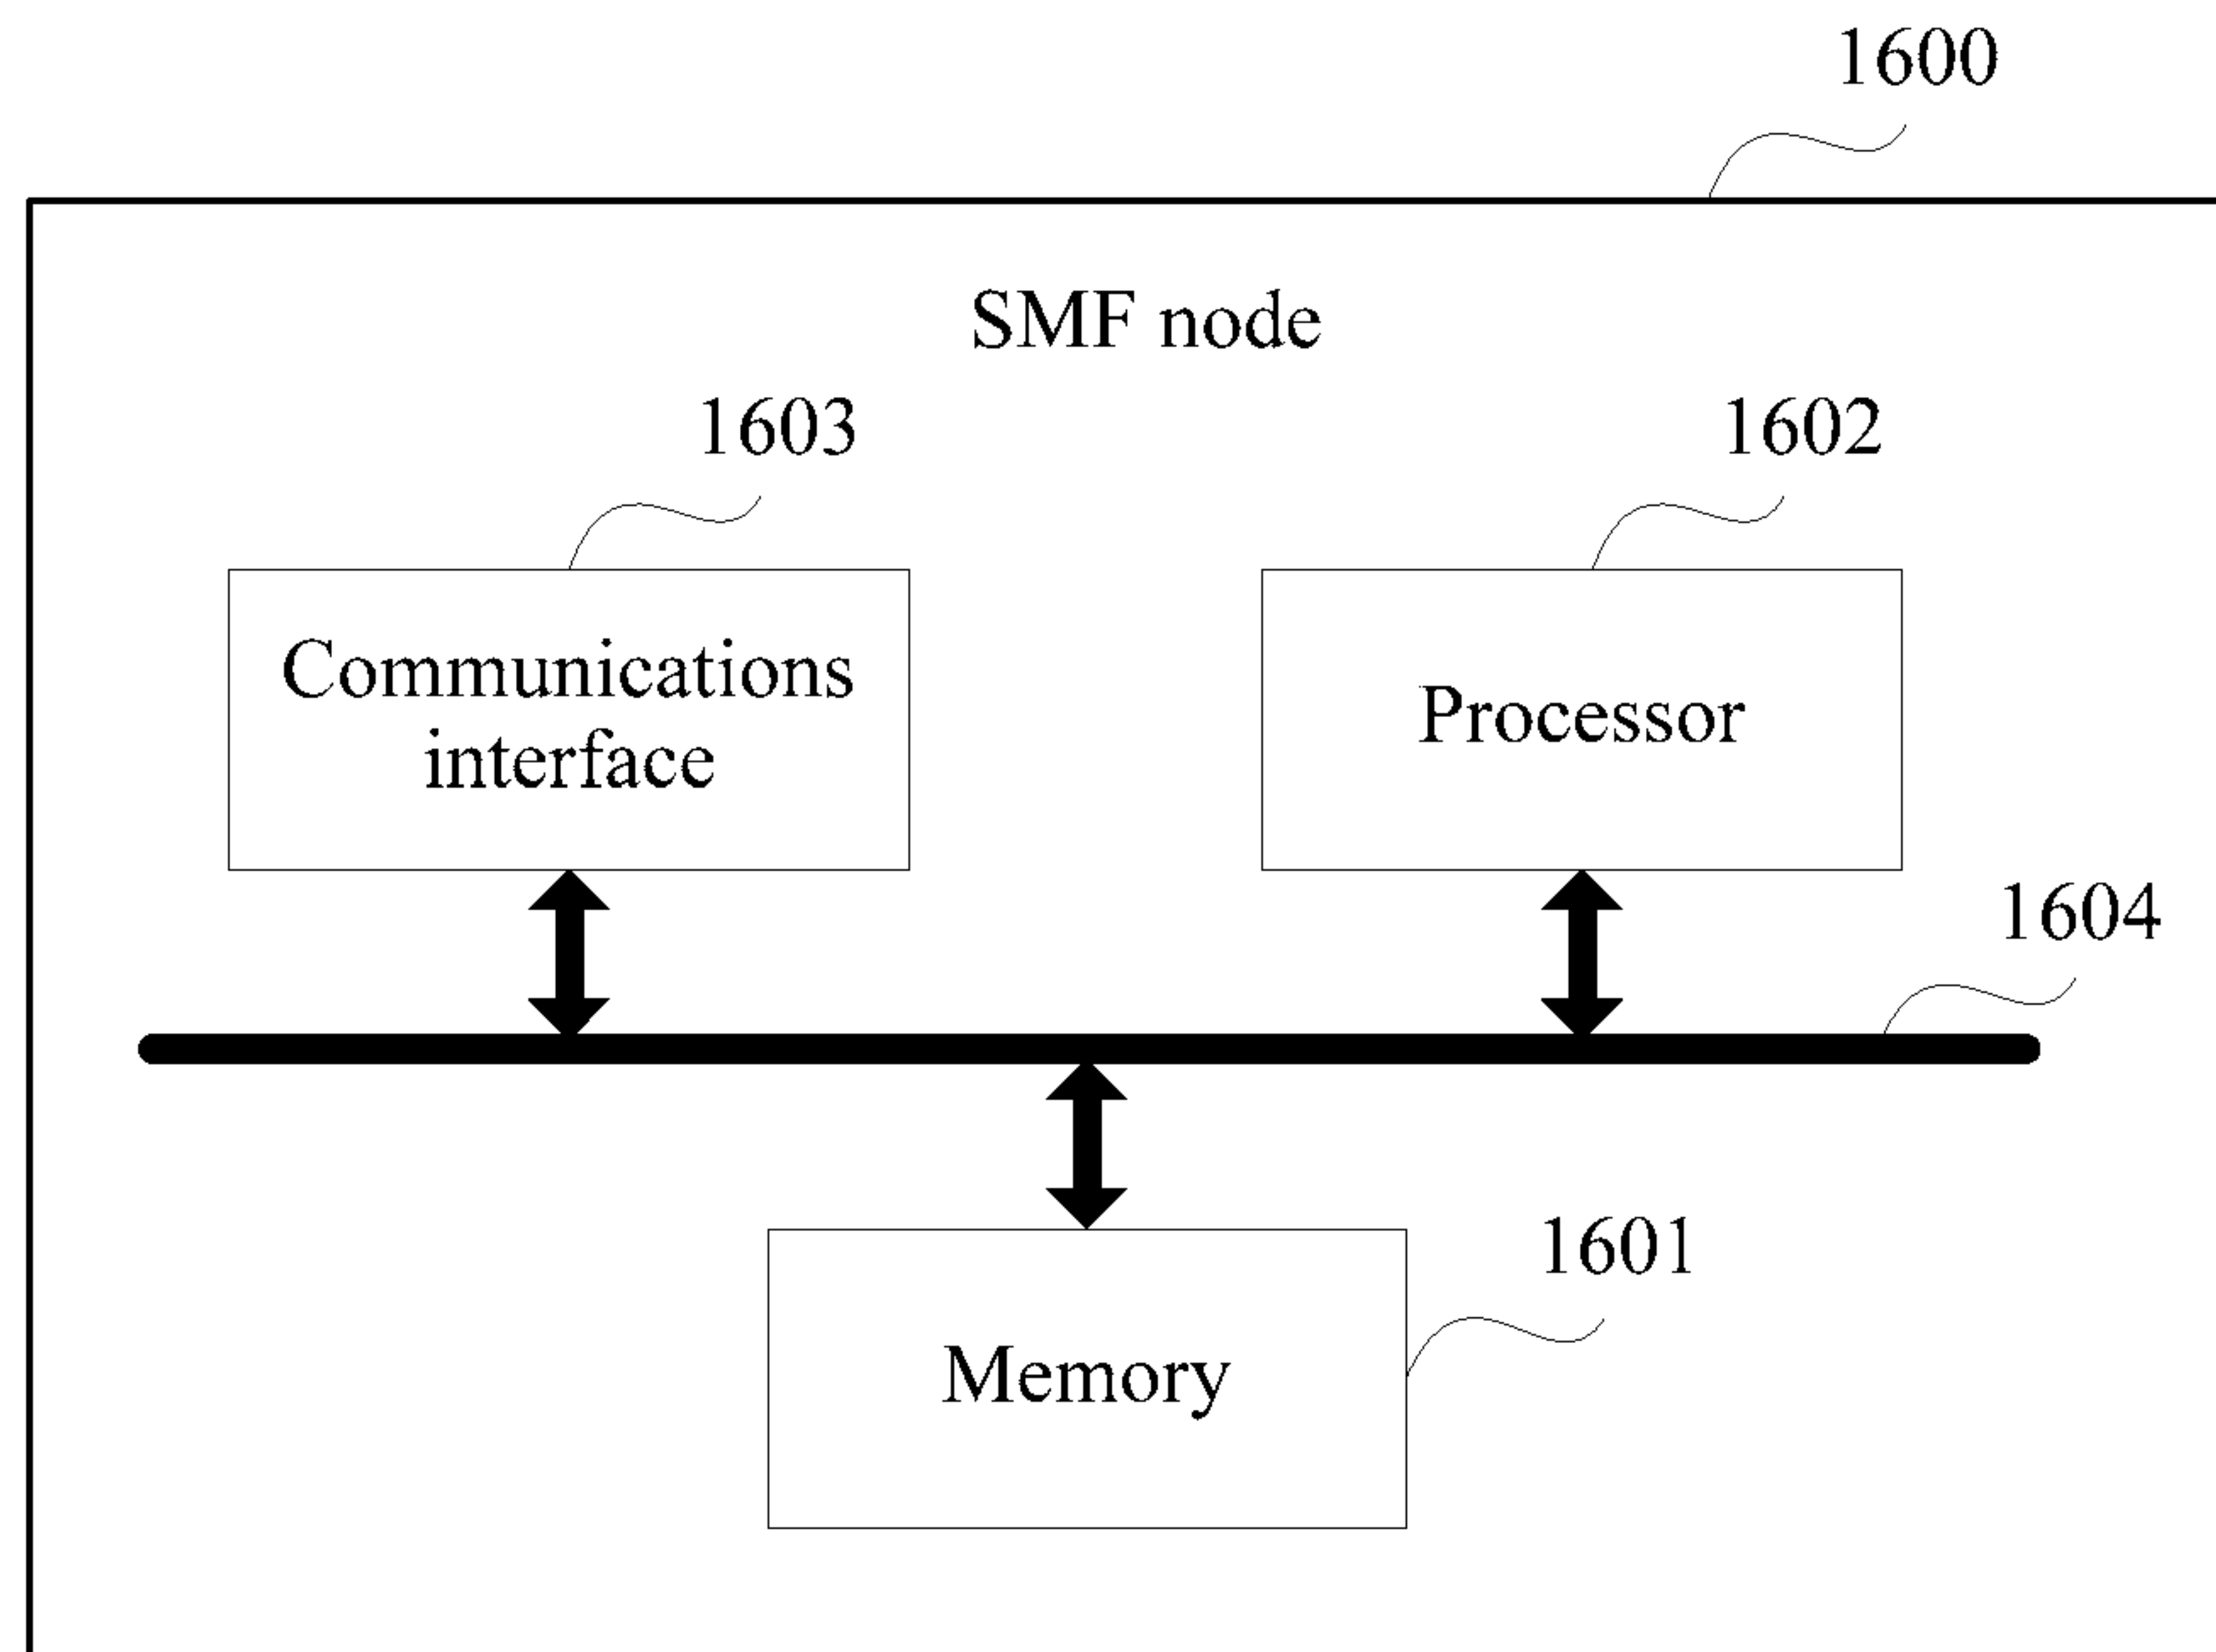 1600
SMF node
1603
1602
Communications
interface
Processor
1604
1601
Memory